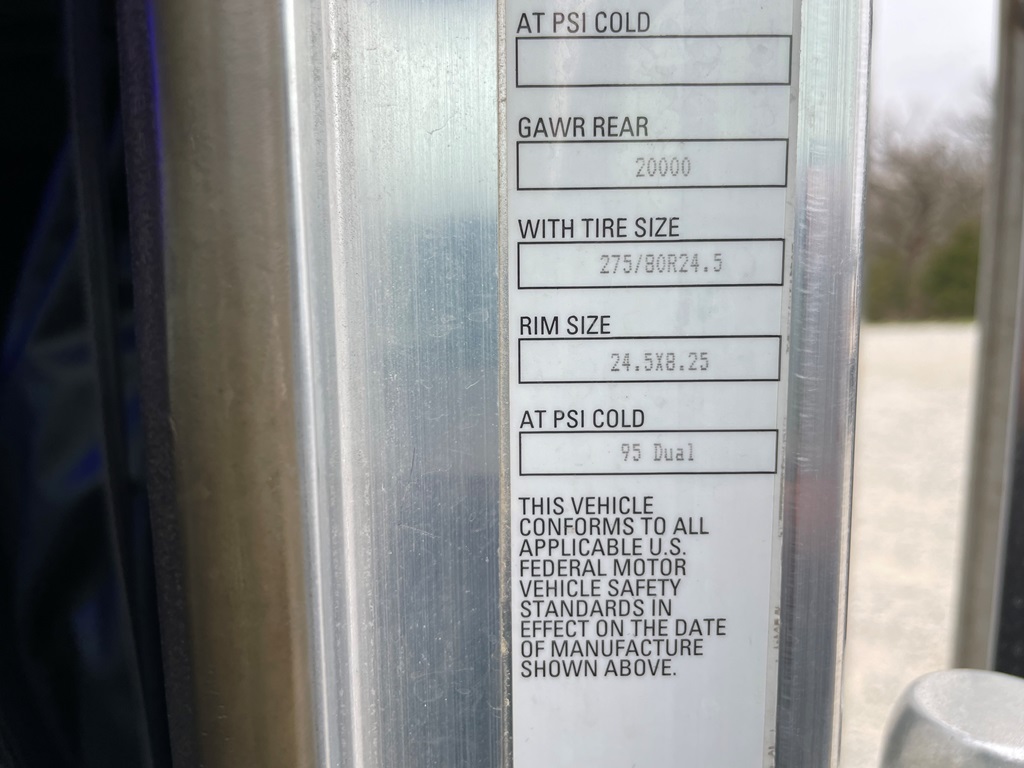 AT PSI COLD
GAWR REAR
20000
WITH TIRE SIZE
275/80R24.5
RIM SIZE
24.5X8.25
AT PSI COLD
95 Dual
THIS VEHICLE
CONFORMS TO ALL
APPLICABLE U.S.
FEDERAL MOTOR
VEHICLE SAFETY
STANDARDS IN
EFFECT ON THE DATE
OF MANUFACTURE
SHOWN ABOVE.